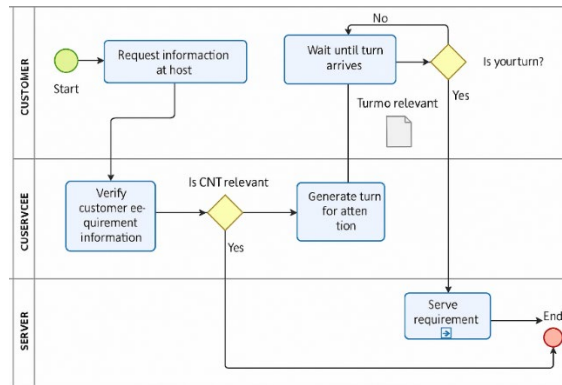 CUSTOMER
Start
Request informaction
at host
Wait until turn
arrives
No
Is yourturn?
Yes
Turmo relevant
CUSERVCEE
Verify
customer ee-
quirement
information
Is CNT relevant
Yes
Generate turn
for atten
tion
SERVER
Serve
requirement
End